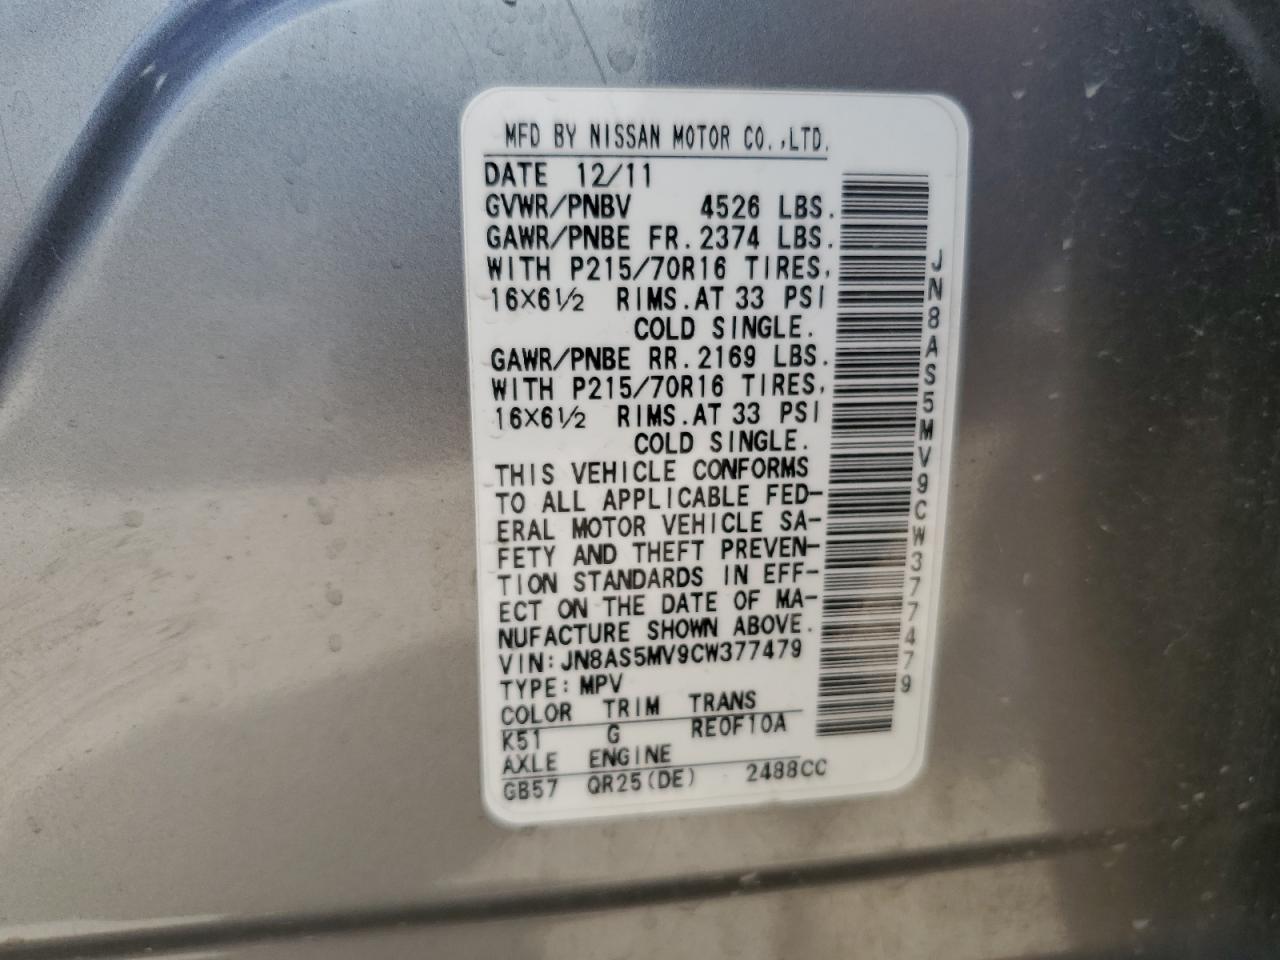 MFD BY NISSAN MOTOR CO.,LTD.
DATE 12/11
GVWR/PNBV 4526 LBS.
GAWR/PNBE FR. 2374 LBS.
WITH P215/70R16 TIRES,
16X6½ RIMS. AT 33 PSI
COLD SINGLE.
GAWR/PNBE RR. 2169 LBS.
WITH P215/70R16 TIRES,
16X6½ RIMS. AT 33 PSI
COLD SINGLE.
THIS VEHICLE CONFORMS
TO ALL APPLICABLE FED-
ERAL MOTOR VEHICLE SA-
FETY AND THEFT PREVEN-
TION STANDARDS IN EFF-
ECT ON THE DATE OF MA-
NUFACTURE SHOWN ABOVE.
VIN: JN8AS5MV9CW377479
TYPE: MPV
COLOR TRIM TRANS
K51 G RE0F10A
AXLE ENGINE
GB57 QR25(DE) 2488CC
JN8AS5MV9CW377479